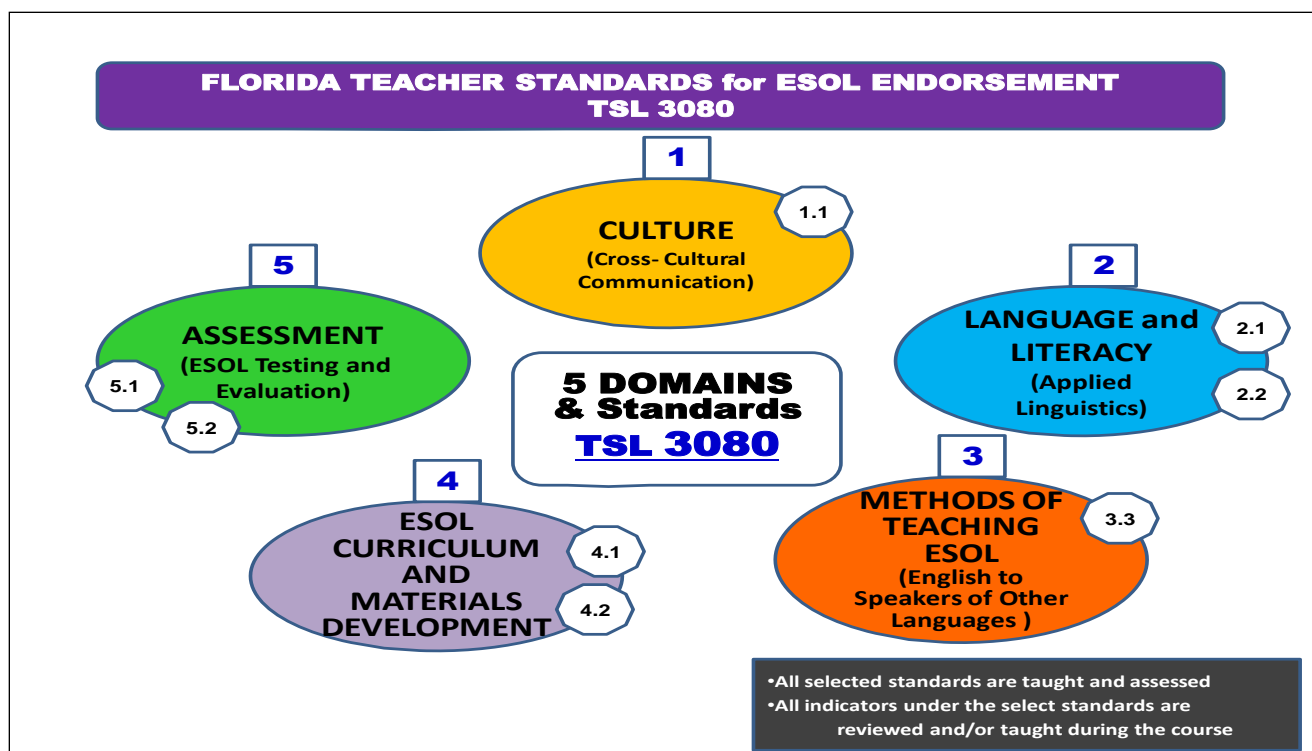 FLORIDA TEACHER STANDARDS for ESOL ENDORSEMENT
TSL 3080
1
1.1
CULTURE
(Cross- Cultural
Communication)
5
ASSESSMENT
(ESOL Testing and
Evaluation)
5.1
5.2
2
LANGUAGE and
LITERACY
(Applied
Linguistics)
2.1
2.2
5 DOMAINS
& Standards
TSL 3080
4
ESOL
CURRICULUM
AND
MATERIALS
DEVELOPMENT
4.1
4.2
3
METHODS OF
TEACHING
ESOL
(English to
Speakers of Other
Languages )
3.3
•All selected standards are taught and assessed
•All indicators under the select standards are
reviewed and/or taught during the course